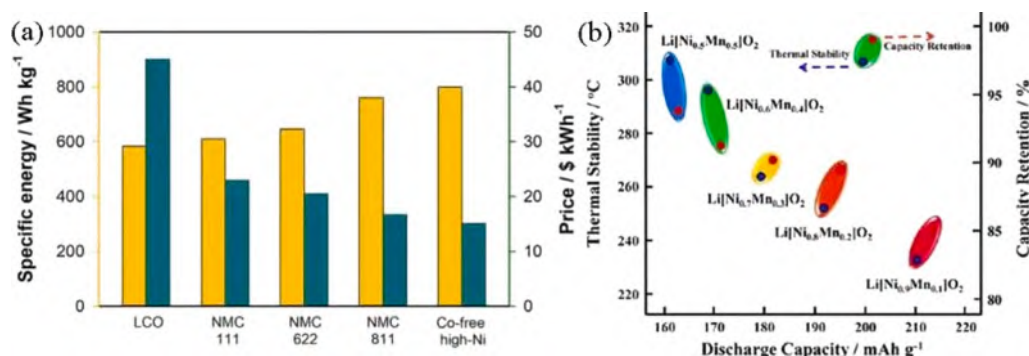 (a)
1000
800
600
400
200
0
Specific energy / Wh kg⁻¹
50
40
30
20
10
0
Price / $ kWh⁻¹
LCO
NMC
111
NMC
622
NMC
811
Co-free
high-Ni
(b)
320
300
280
260
240
220
Thermal Stability / °C
Li[Ni₀.₅Mn₀.₅]O₂
Li[Ni₀.₆Mn₀.₄]O₂
Li[Ni₀.₇Mn₀.₃]O₂
Li[Ni₀.₈Mn₀.₂]O₂
Li[Ni₀.₉Mn₀.₁]O₂
Thermal Stability
Capacity Retention
100
95
90
85
80
Capacity Retention / %
160 170 180 190 200 210 220
Discharge Capacity / mAh g⁻¹